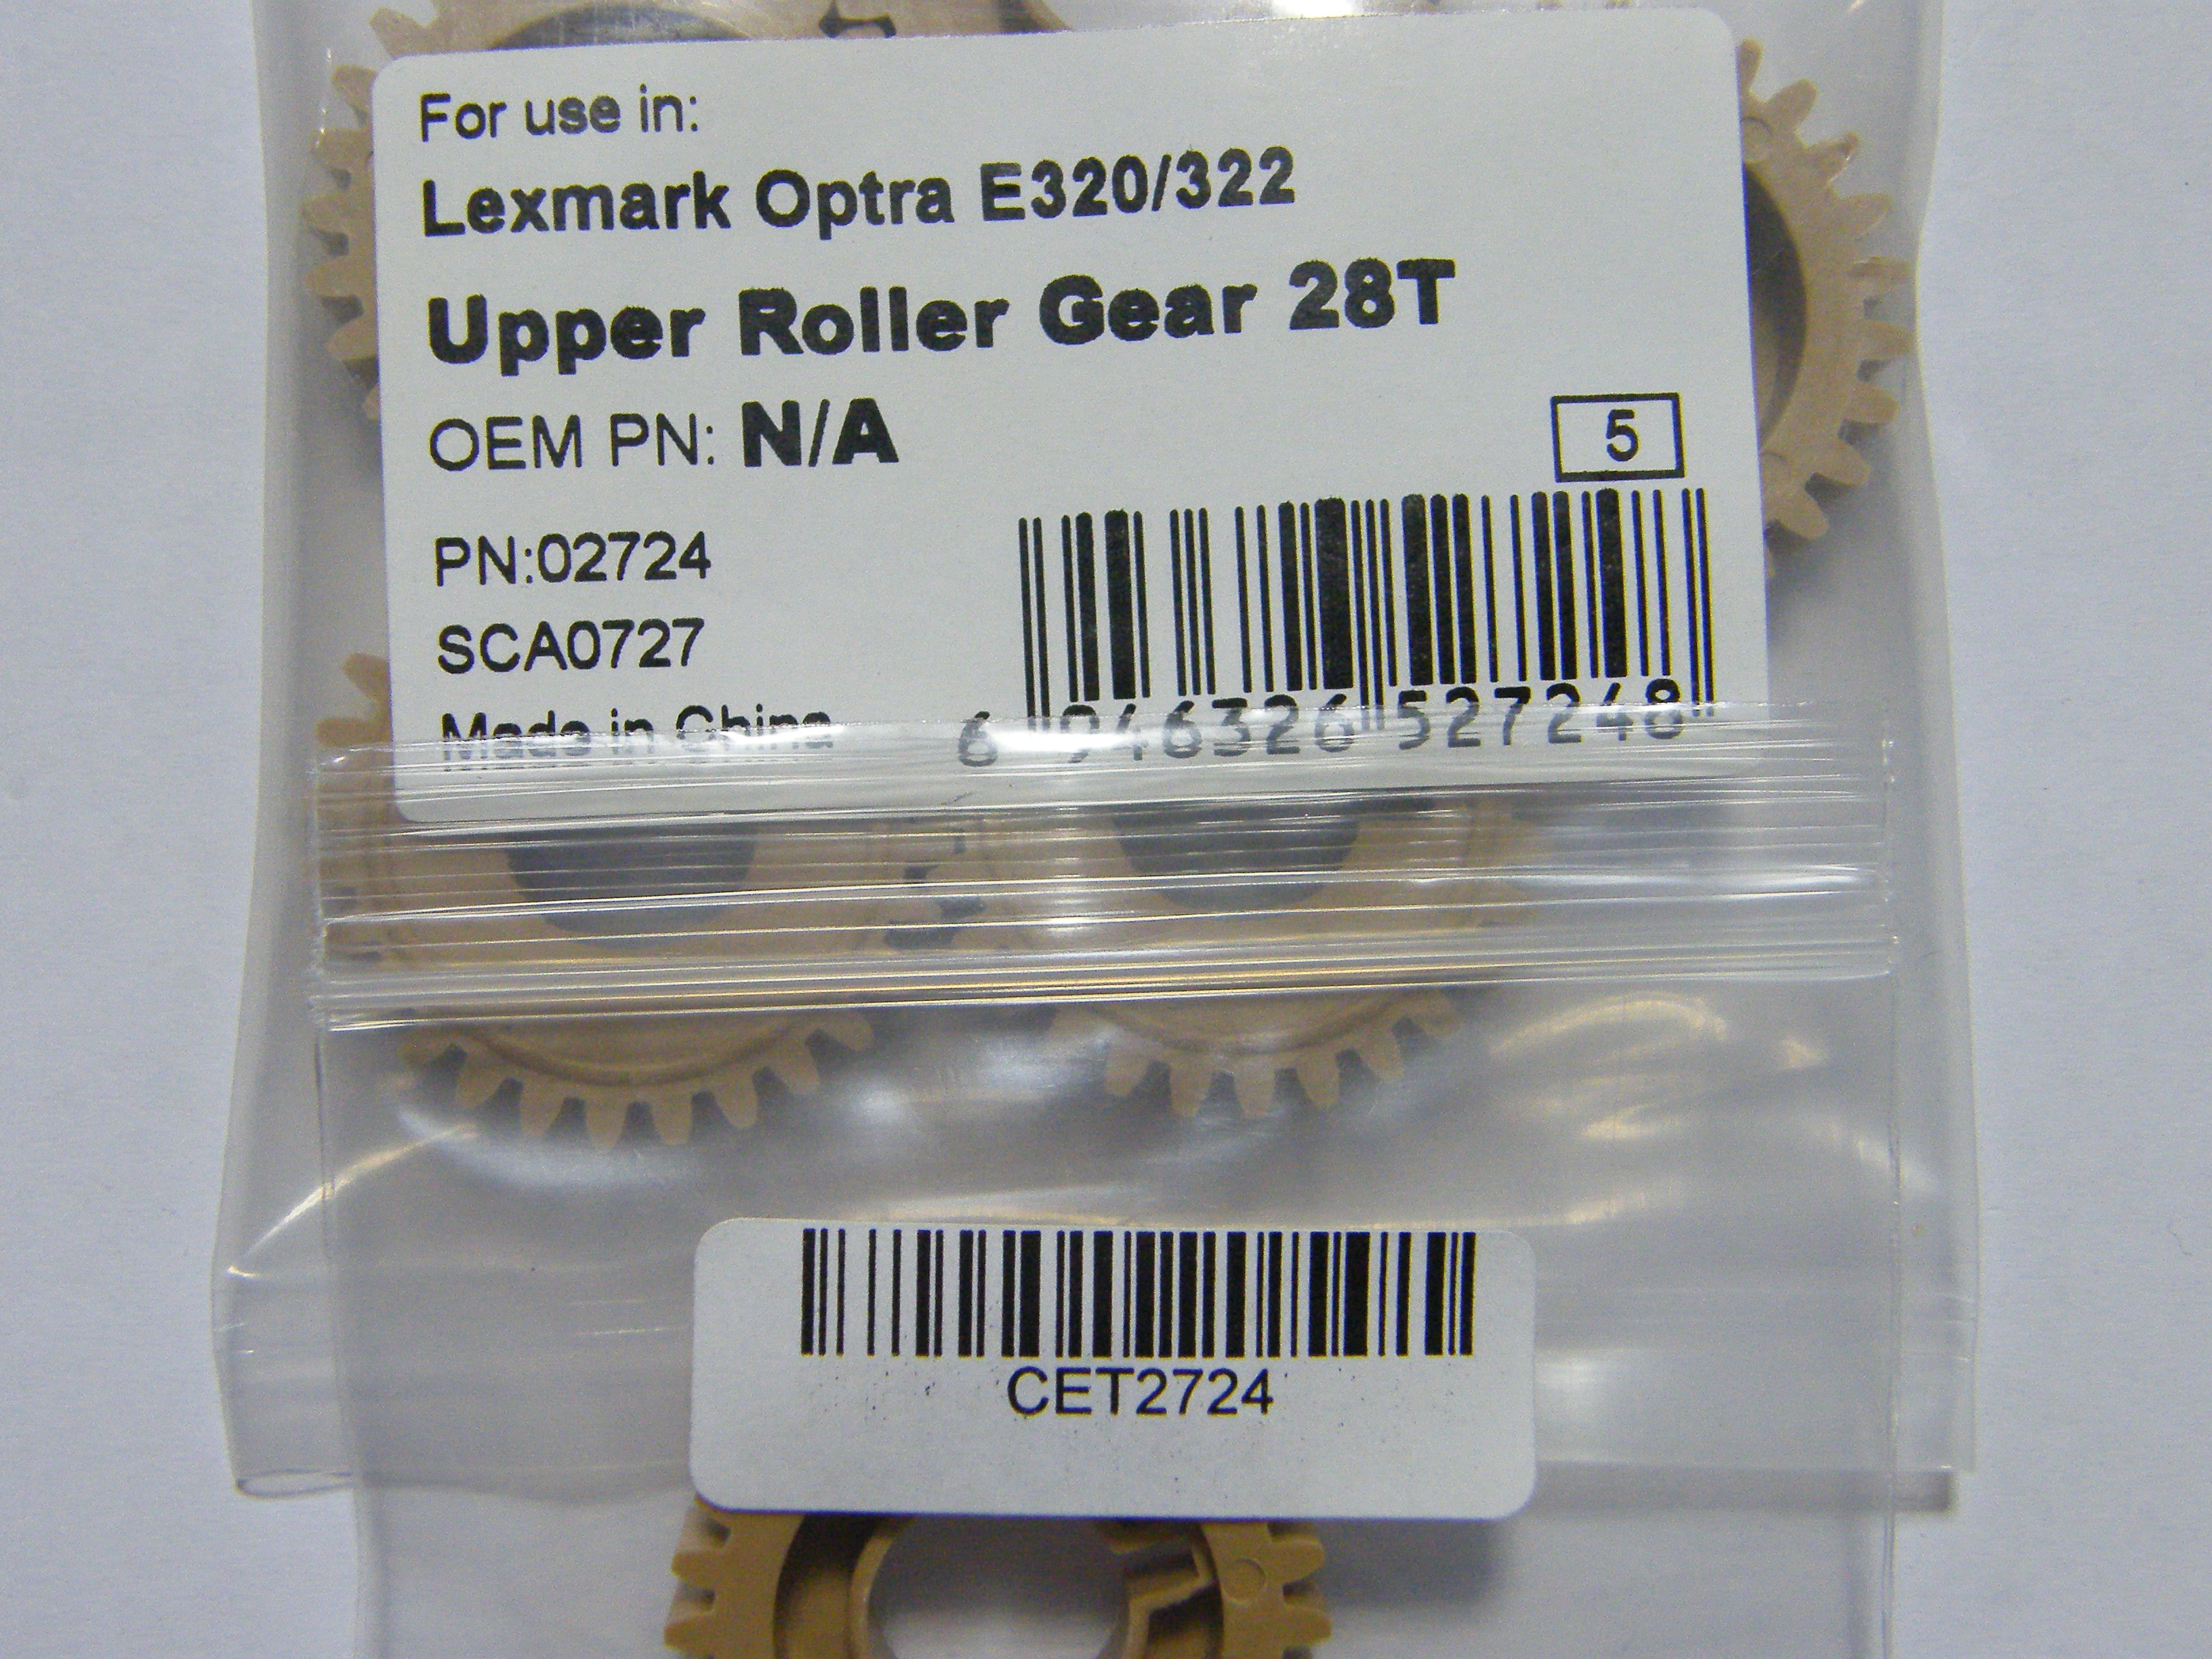 For use in:
Lexmark Optra E320/322
Upper Roller Gear 28T
OEM PN: N/A
5
PN:02724
SCA0727
Made in China
6 946326 527248
CET2724